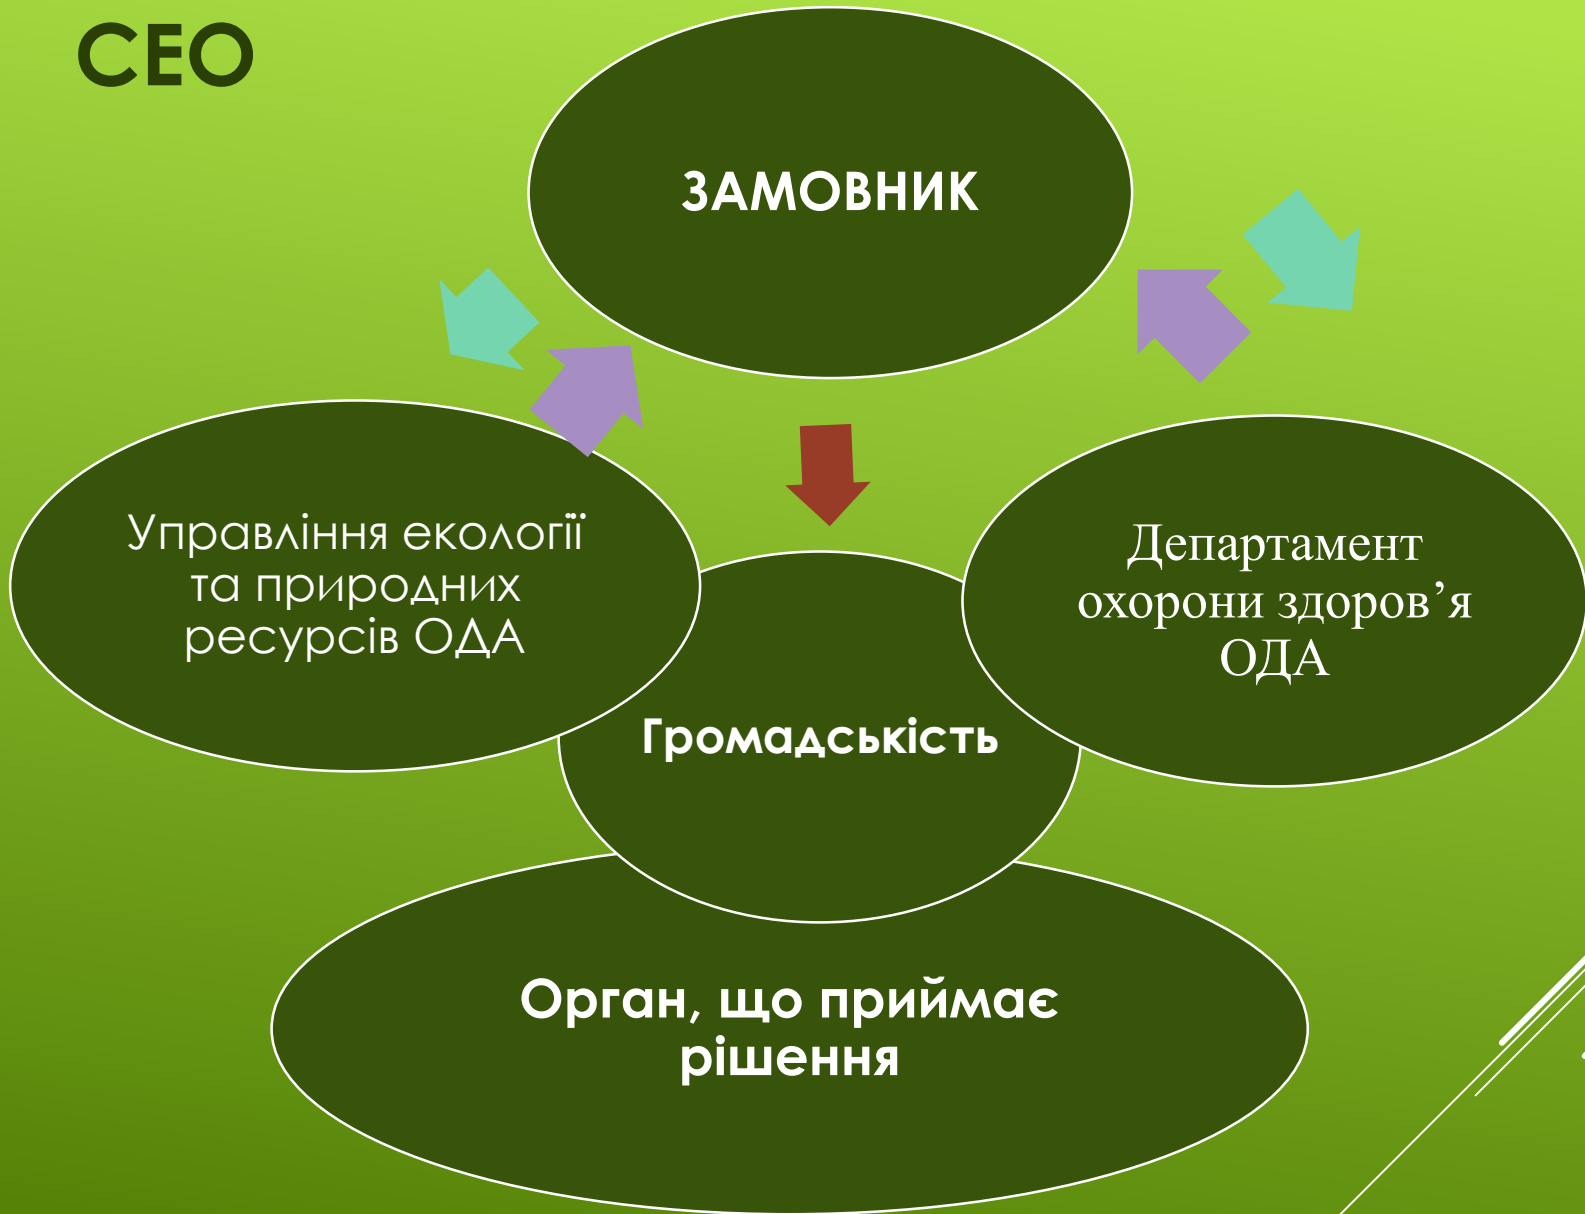 СЕО
ЗАМОВНИК
Управління екології
та природних
ресурсів ОДА
Департамент
охорони здоров’я
ОДА
Громадськість
Орган, що приймає
рішення